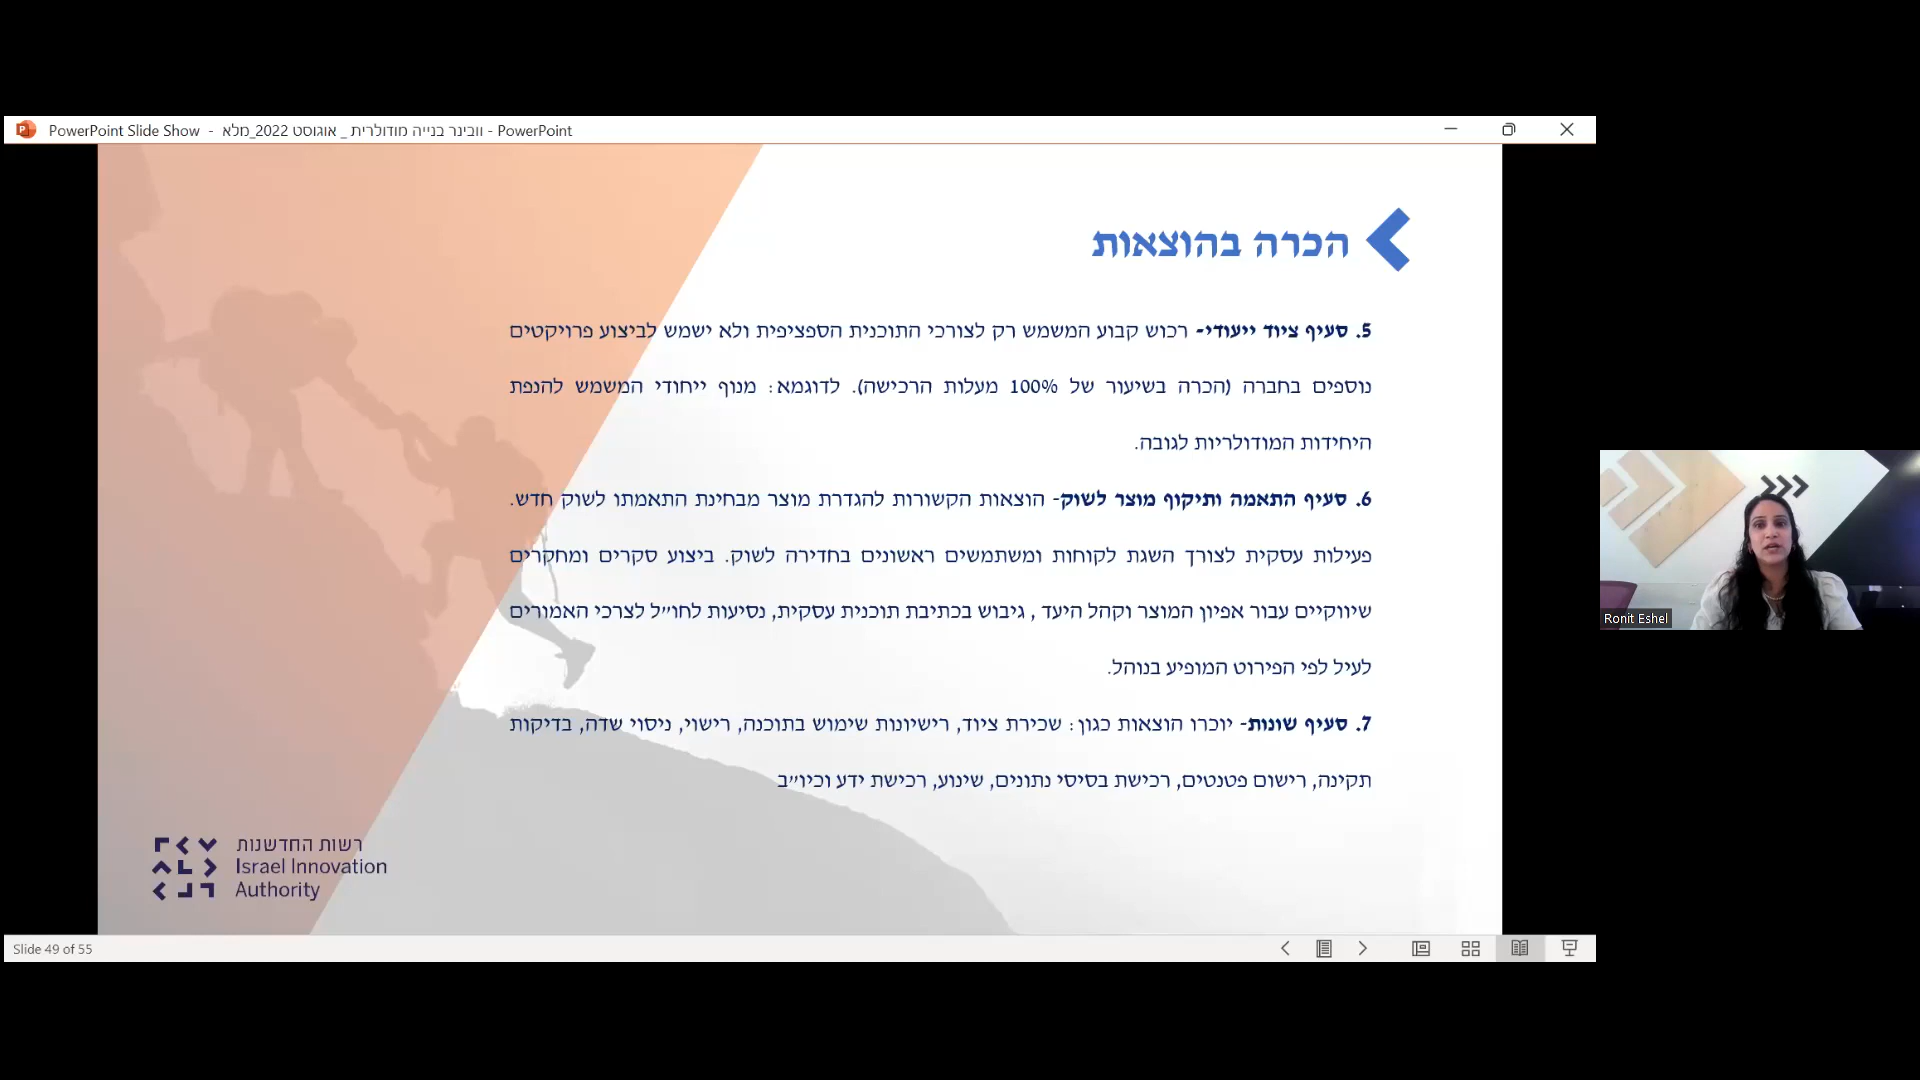 PowerPoint Slide Show - וובינר בנייה מודולרית _ אוגוסט 2022_מלא - PowerPoint
הכרה בהוצאות
5. סעיף ציוד ייעודי- רכוש קבוע המשמש רק לצורכי התוכנית הספציפית ולא ישמש לביצוע פרויקטים
נוספים בחברה (הכרה בשיעור של 100% מעלות הרכישה). לדוגמא: מנוף ייחודי המשמש להנפת
היחידות המודולריות לגובה.
6. סעיף התאמה ותיקוף מוצר לשוק- הוצאות הקשורות להגדרת מוצר מבחינת התאמתו לשוק חדש.
פעילות עסקית לצורך השגת לקוחות ומשתמשים ראשונים בחדירה לשוק. ביצוע סקרים ומחקרים
שיווקיים עבור אפיון המוצר וקהל היעד , גיבוש בכתיבת תוכנית עסקית, נסיעות לחו״ל לצרכי האמורים
לעיל לפי הפירוט המופיע בנוהל.
7. סעיף שונות- יוכרו הוצאות כגון: שכירת ציוד, רישיונות שימוש בתוכנה, רישוי, ניסוי שדה, בדיקות
תקינה, רישום פטנטים, רכישת בסיסי נתונים, שינוע, רכישת ידע וכיו״ב
רשות החדשנות
Israel Innovation
Authority
Ronit Eshel
Slide 49 of 55